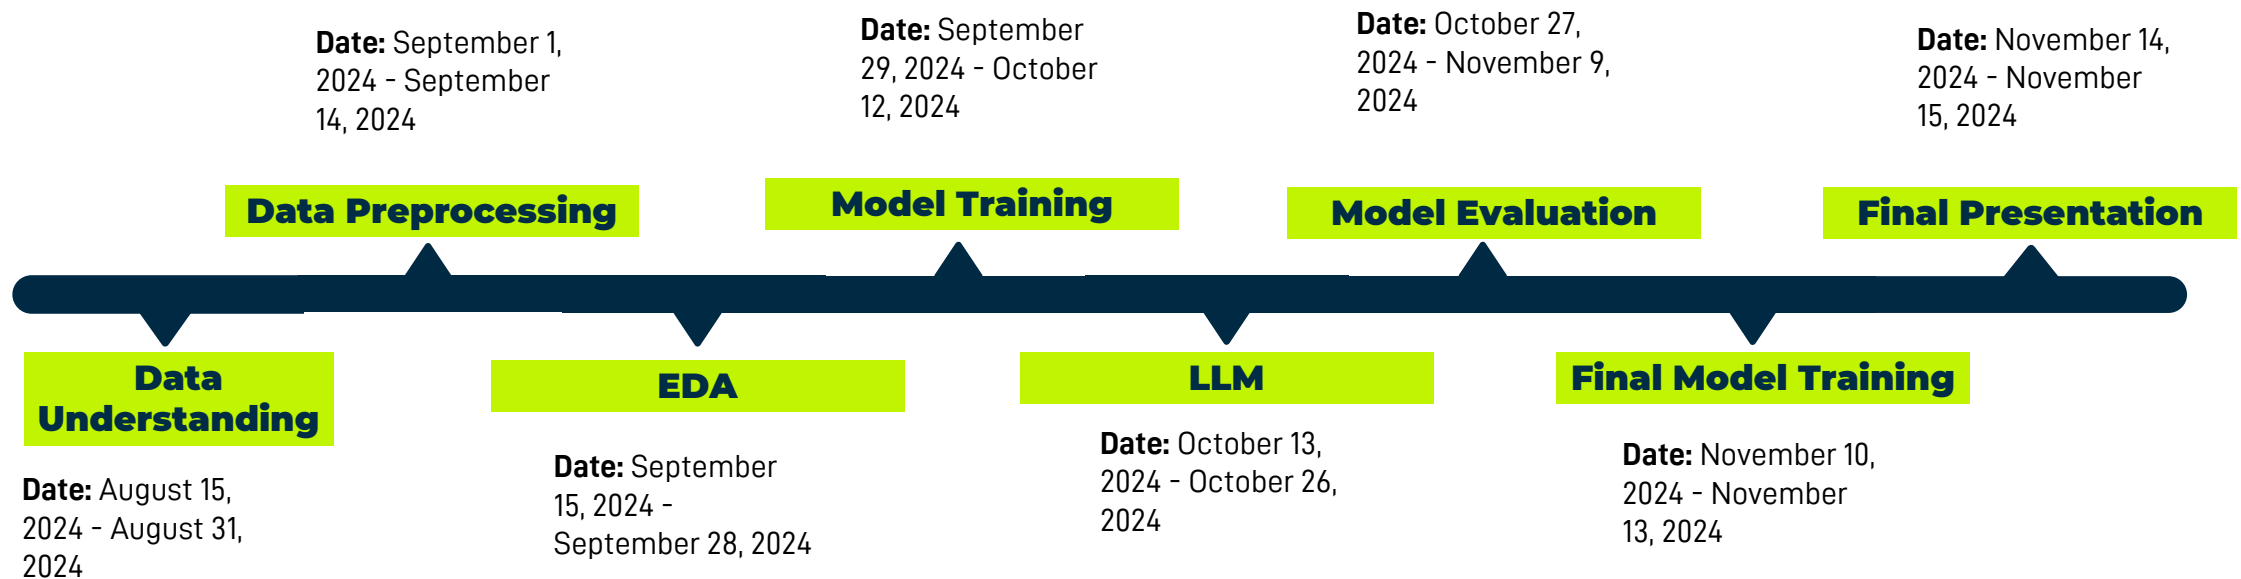 Date: September 1,
2024 - September
14, 2024
Date: September
29, 2024 - October
12, 2024
Date: October 27,
2024 - November 9,
2024
Date: November 14,
2024 - November
15, 2024
Data Preprocessing
Model Training
Model Evaluation
Final Presentation
Data
Understanding
EDA
LLM
Final Model Training
Date: August 15,
2024 - August 31,
2024
Date: September
15, 2024 -
September 28, 2024
Date: October 13,
2024 - October 26,
2024
Date: November 10,
2024 - November
13, 2024